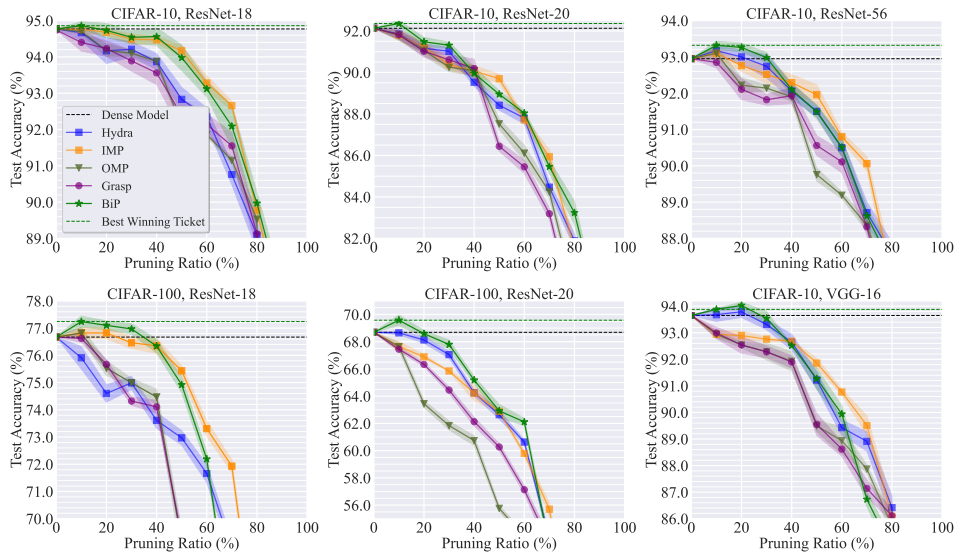 CIFAR-10, ResNet-18
Test Accuracy (%)
95.0
94.0
93.0
92.0
91.0
90.0
89.0
0 20 40 60 80 100
Pruning Ratio (%)
Dense Model
Hydra
IMP
OMP
Grasp
BiP
Best Winning Ticket
CIFAR-10, ResNet-20
Test Accuracy (%)
92.0
90.0
88.0
86.0
84.0
82.0
0 20 40 60 80 100
Pruning Ratio (%)
CIFAR-10, ResNet-56
Test Accuracy (%)
94.0
93.0
92.0
91.0
90.0
89.0
88.0
0 20 40 60 80 100
Pruning Ratio (%)
CIFAR-100, ResNet-18
Test Accuracy (%)
78.0
77.0
76.0
75.0
74.0
73.0
72.0
71.0
70.0
0 20 40 60 80 100
Pruning Ratio (%)
CIFAR-100, ResNet-20
Test Accuracy (%)
70.0
68.0
66.0
64.0
62.0
60.0
58.0
56.0
0 20 40 60 80 100
Pruning Ratio (%)
CIFAR-10, VGG-16
Test Accuracy (%)
94.0
93.0
92.0
91.0
90.0
89.0
88.0
87.0
86.0
0 20 40 60 80 100
Pruning Ratio (%)